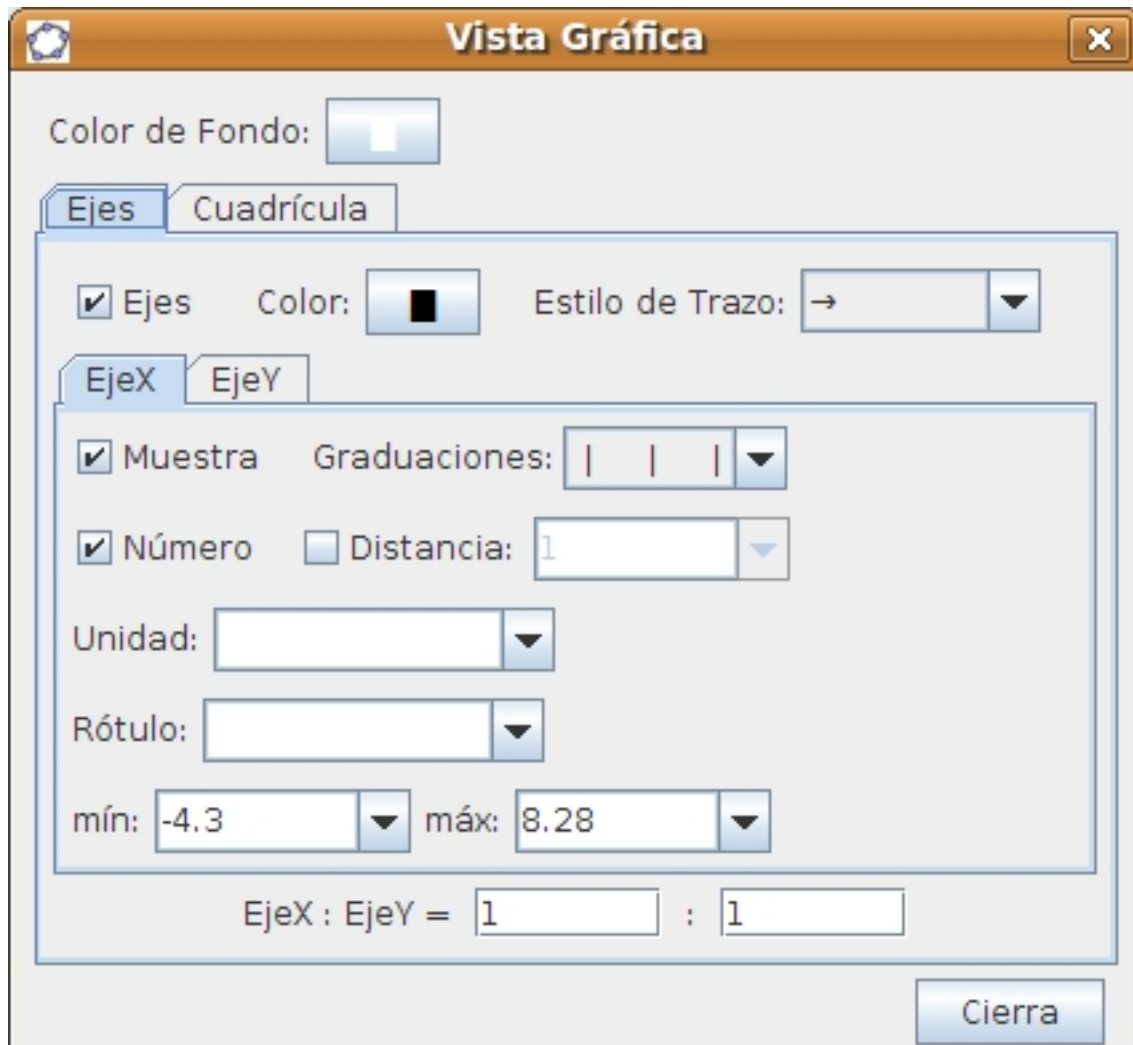 Vista Gráfica
Color de Fondo:
Ejes Cuadrícula
Ejes Color: Estilo de Trazo: →
EjeX EjeY
Muestra Graduaciones: | | |
Número Distancia: 1
Unidad:
Rótulo:
mín: -4.3 máx: 8.28
EjeX : EjeY = 1 : 1
Cierra